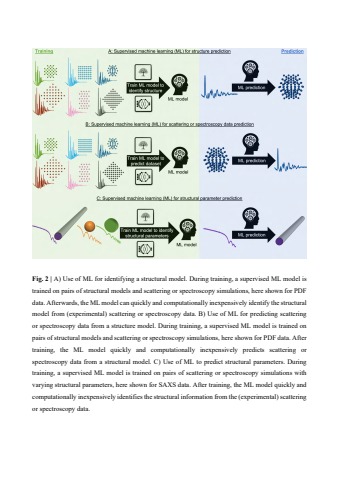 Training
A: Supervised machine learning (ML) for structure prediction
Prediction
Train ML model to
identify structure
ML model
ML prediction
B: Supervised machine learning (ML) for scattering or spectroscopy data prediction
Train ML model to
predict dataset
ML model
ML prediction
C: Supervised machine learning (ML) for structural parameter prediction
Train ML model to identify
structural parameters
ML model
ML prediction
Fig. 2 | A) Use of ML for identifying a structural model. During training, a supervised ML model is
trained on pairs of structural models and scattering or spectroscopy simulations, here shown for PDF
data. Afterwards, the ML model can quickly and computationally inexpensively identify the structural
model from (experimental) scattering or spectroscopy data. B) Use of ML for predicting scattering
or spectroscopy data from a structure model. During training, a supervised ML model is trained on
pairs of structural models and scattering or spectroscopy simulations, here shown for PDF data. After
training, the ML model quickly and computationally inexpensively predicts scattering or
spectroscopy data from a structural model. C) Use of ML to predict structural parameters. During
training, a supervised ML model is trained on pairs of scattering or spectroscopy simulations with
varying structural parameters, here shown for SAXS data. After training, the ML model quickly and
computationally inexpensively identifies the structural information from the (experimental) scattering
or spectroscopy data.